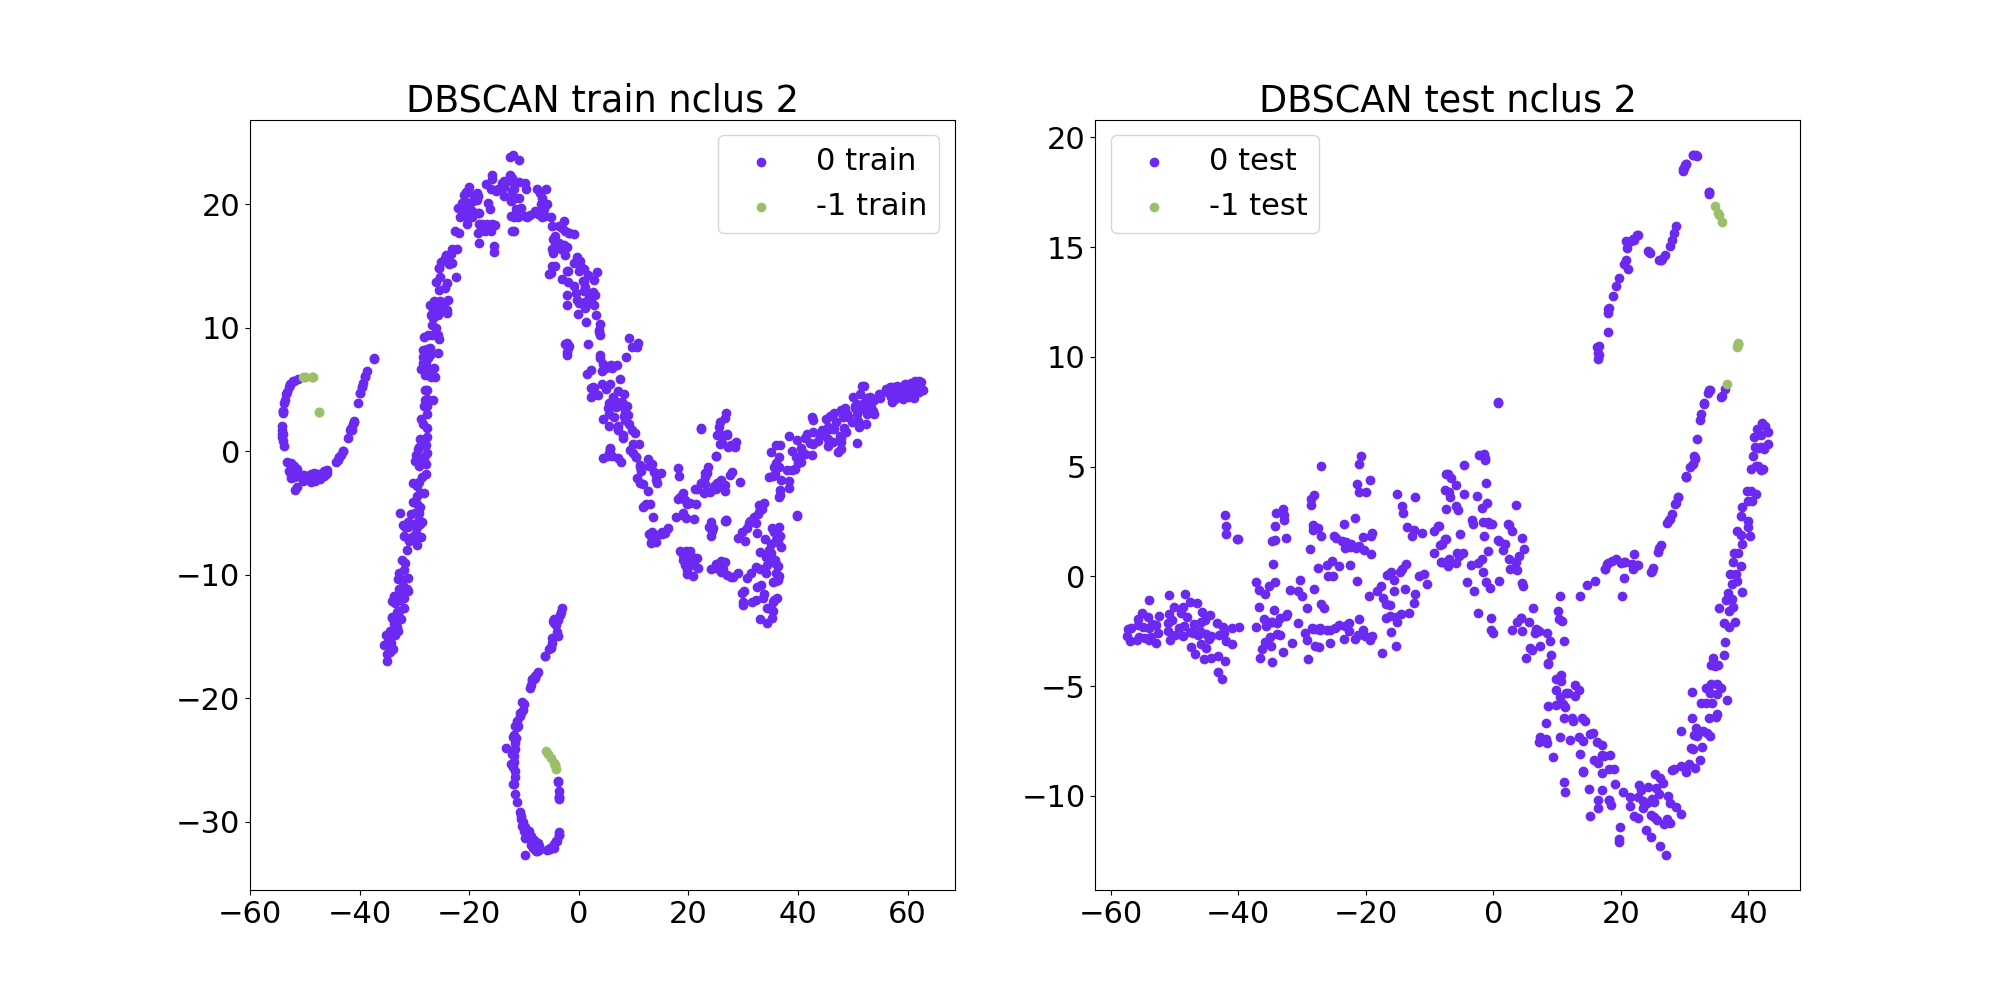 DBSCAN train nclus 2
0 train
-1 train
20
10
0
−10
−20
−30
−60 −40 −20 0 20 40 60
DBSCAN test nclus 2
0 test
-1 test
20
15
10
5
0
−5
−10
−60 −40 −20 0 20 40